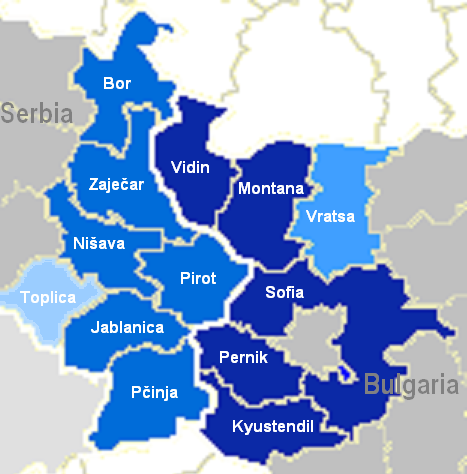 Bor
Serbia
Vidin
Zaječar
Montana
Vratsa
Nišava
Pirot
Sofia
Toplica
Jablanica
Pernik
Bulgaria
Pčinja
Kyustendil